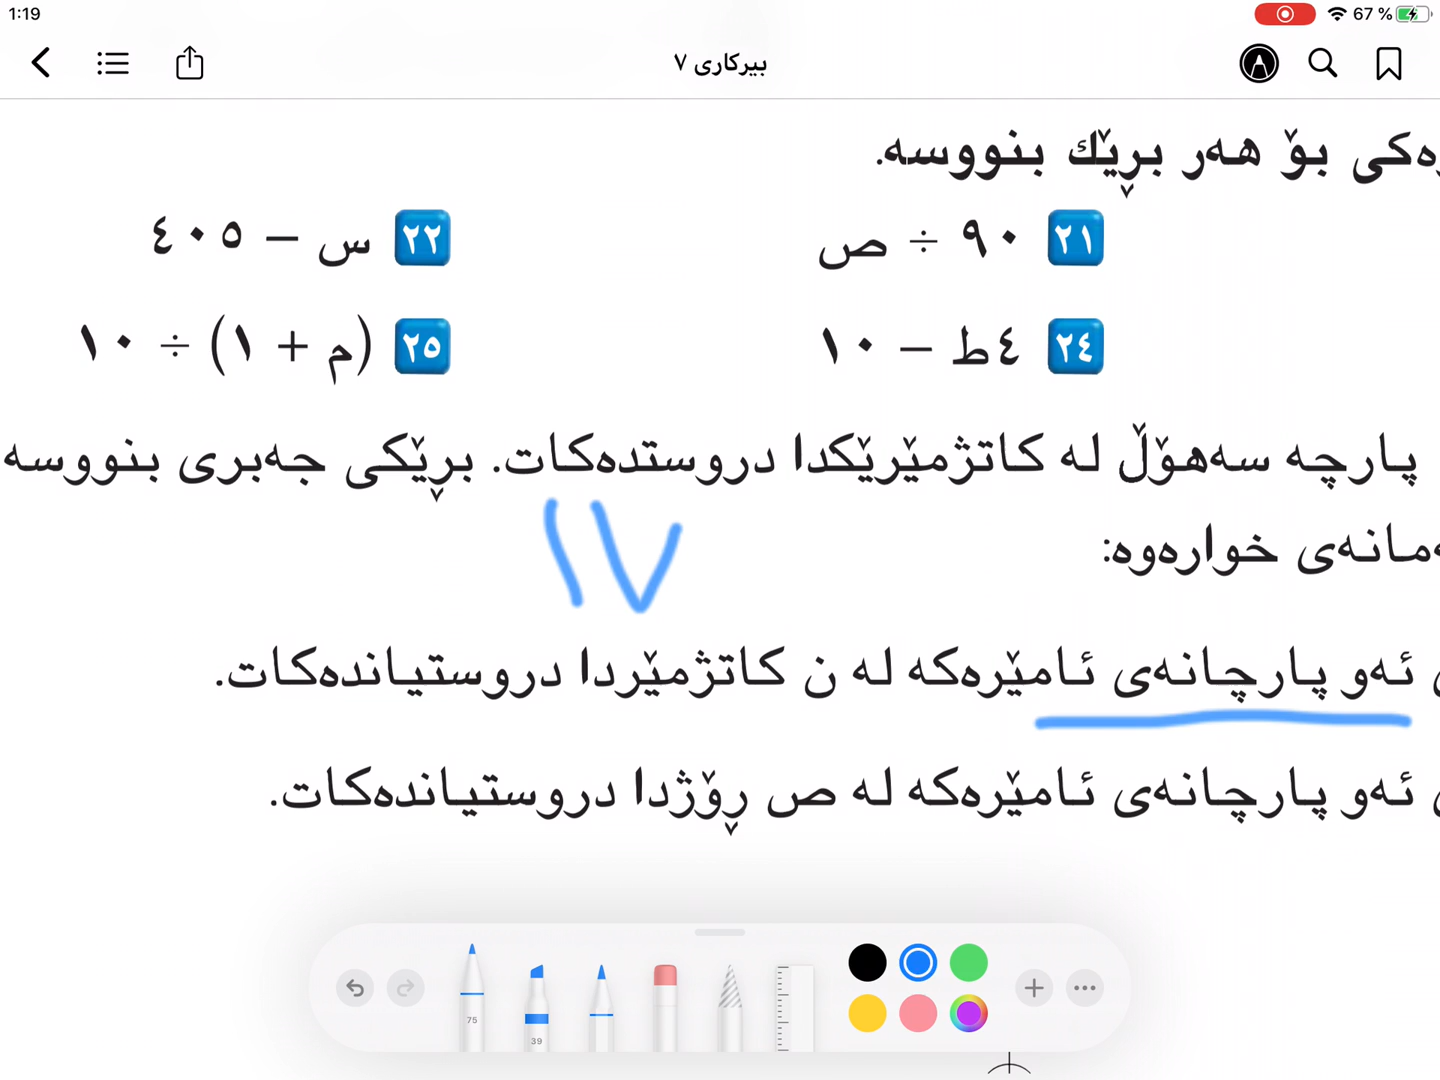 1:19
67 %
بیرکاری ٧
بۆ هەر بڕێك بنووسە.
٢١ ٩٠ ÷ ص
٢٢ س − ٤٠٥
٢٤ ٤ط − ١٠
٢٥ (م + ١) ÷ ١٠
پارچە سەهۆڵ لە کاتژمێرێکدا دروستدەکات. بڕێکی جەبری بنووسە
١٧
خوارەوە:
ئەو پارچانەی ئامێرەکە لە ن کاتژمێردا دروستیاندەکات.
ئەو پارچانەی ئامێرەکە لە ص ڕۆژدا دروستیاندەکات.
75
39